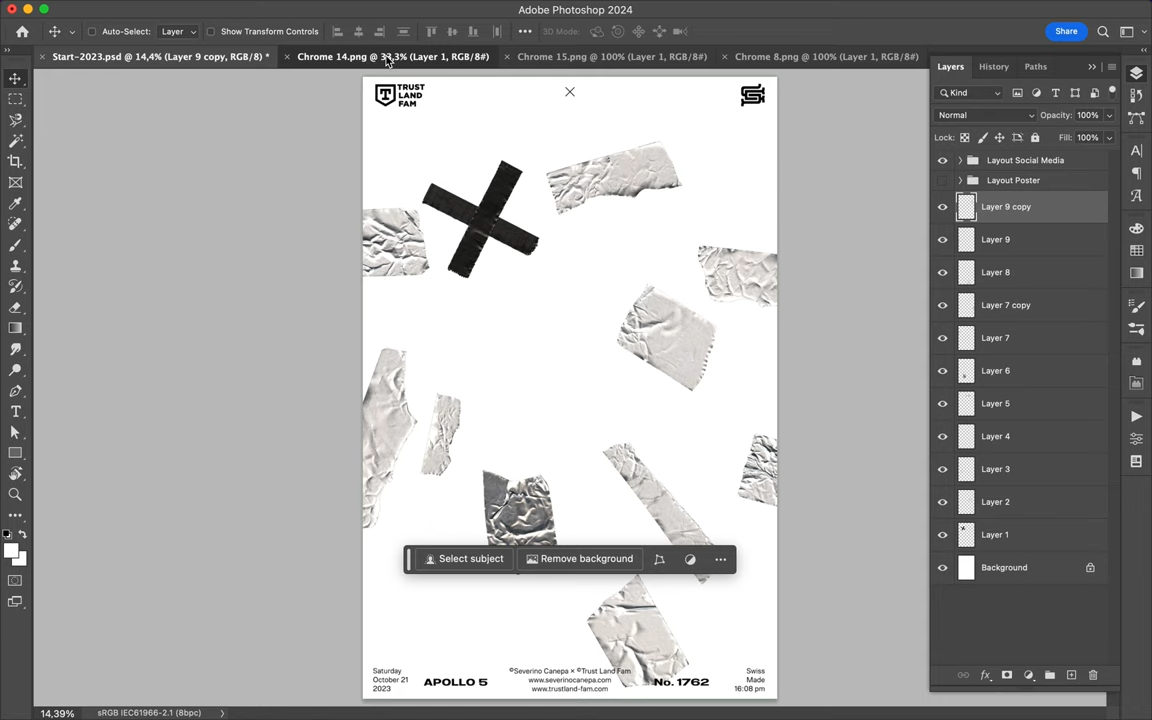 Adobe Photoshop 2024
Auto-Select:
Layer
Show Transform Controls
3D Mode:
Share
Start-2023.psd @ 14,4% (Layer 9 copy, RGB/8) *
Chrome 14.png @ 33,3% (Layer 1, RGB/8#)
Chrome 15.png @ 100% (Layer 1, RGB/8#)
Chrome 8.png @ 100% (Layer 1, RGB/8#)
TRUST
LAND
FAM
Select subject
Remove background
Saturday
October 21
2023
APOLLO 5
©Severino Canepa × ©Trust Land Fam
www.severinocanepa.com
www.trustland-fam.com
No. 1762
Swiss
Made
16:08 pm
Layers
History
Paths
Kind
Normal
Opacity:
100%
Lock:
Fill:
100%
Layout Social Media
Layout Poster
Layer 9 copy
Layer 9
Layer 8
Layer 7 copy
Layer 7
Layer 6
Layer 5
Layer 4
Layer 3
Layer 2
Layer 1
Background
fx
14,39%
sRGB IEC61966-2.1 (8bpc)